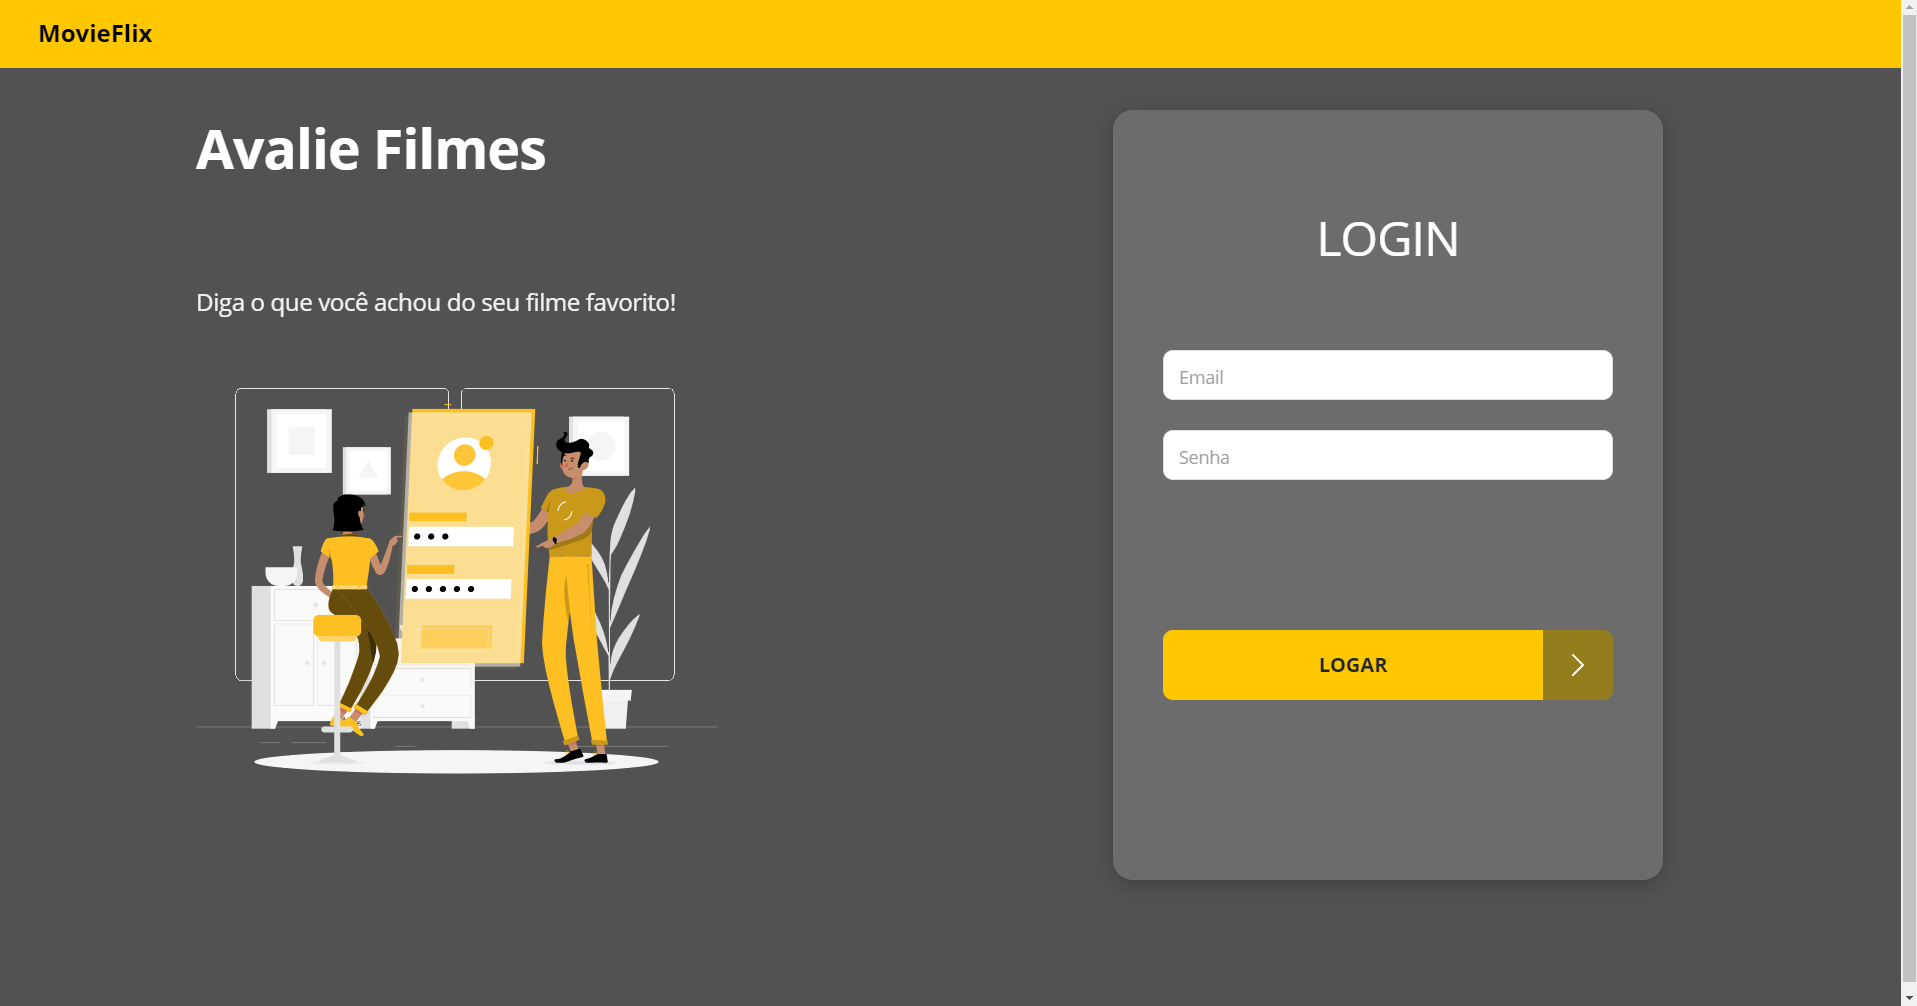 MovieFlix
Avalie Filmes
Diga o que você achou do seu filme favorito!
LOGIN
Email
Senha
LOGAR